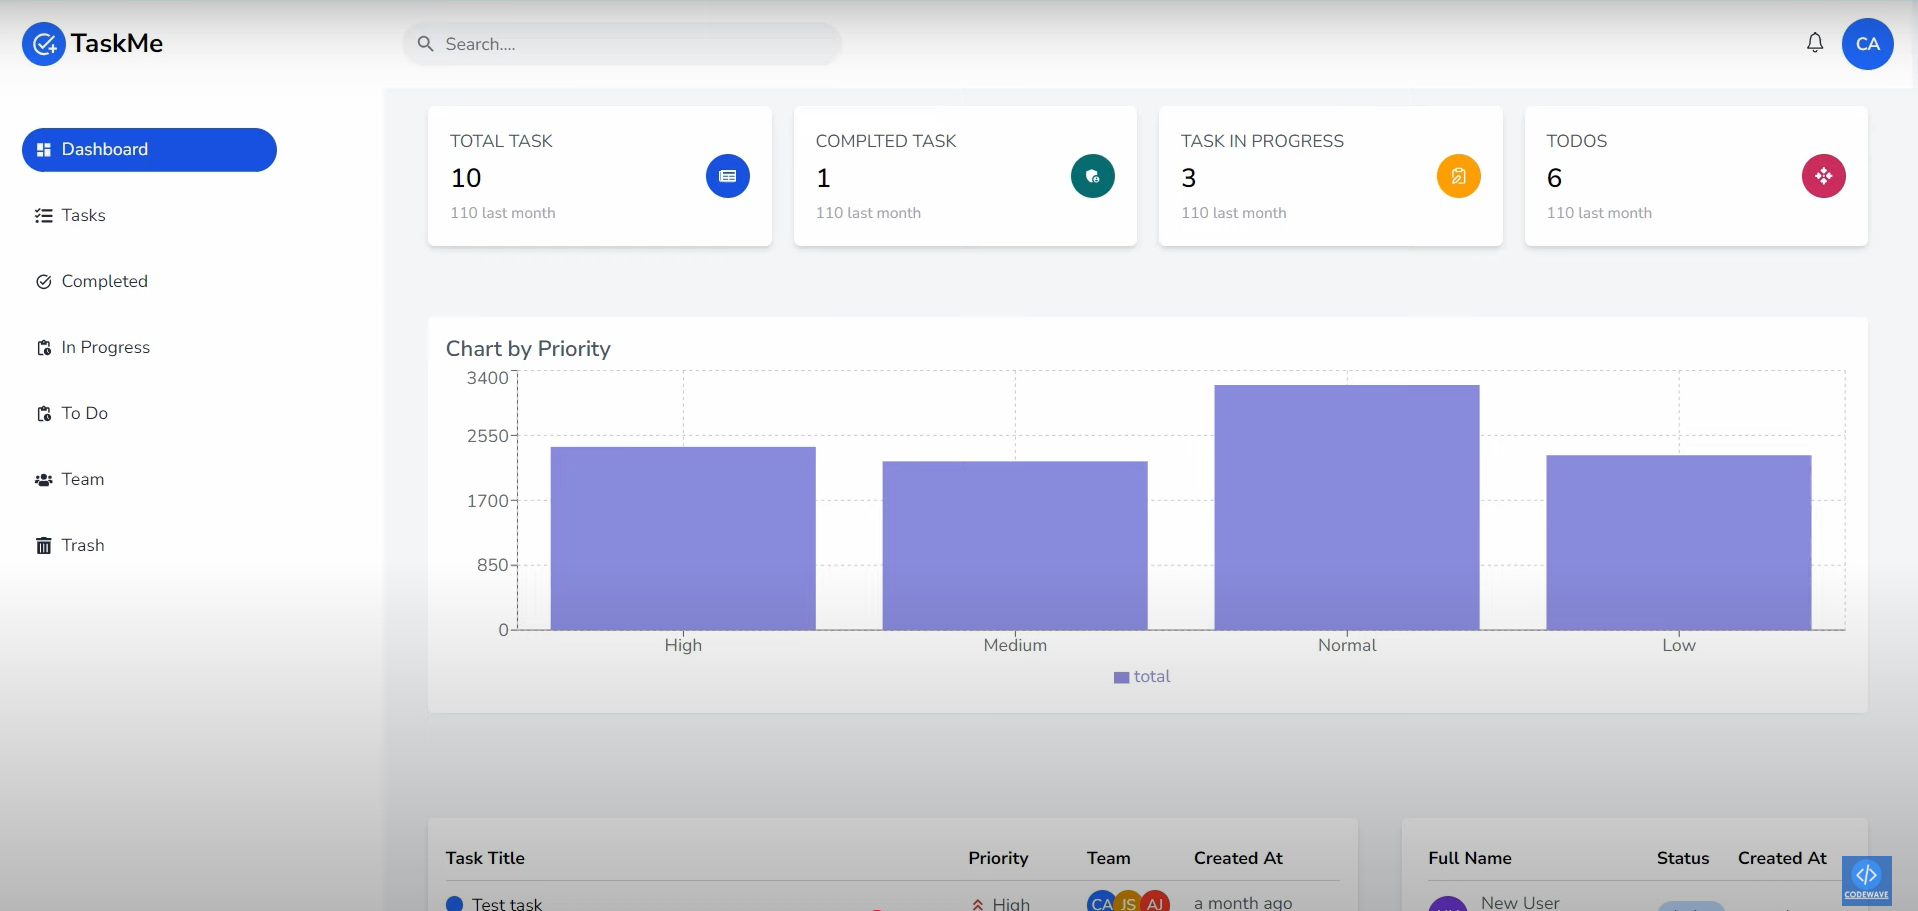 TaskMe
Search....
CA
Dashboard
Tasks
Completed
In Progress
To Do
Team
Trash
TOTAL TASK
10
110 last month
COMPLTED TASK
1
110 last month
TASK IN PROGRESS
3
110 last month
TODOS
6
110 last month
Chart by Priority
3400
2550
1700
850
0
High Medium Normal Low
total
Task Title Priority Team Created At
Test task High CA JS AJ a month ago
Full Name Status Created At
New User
CODEWAVE